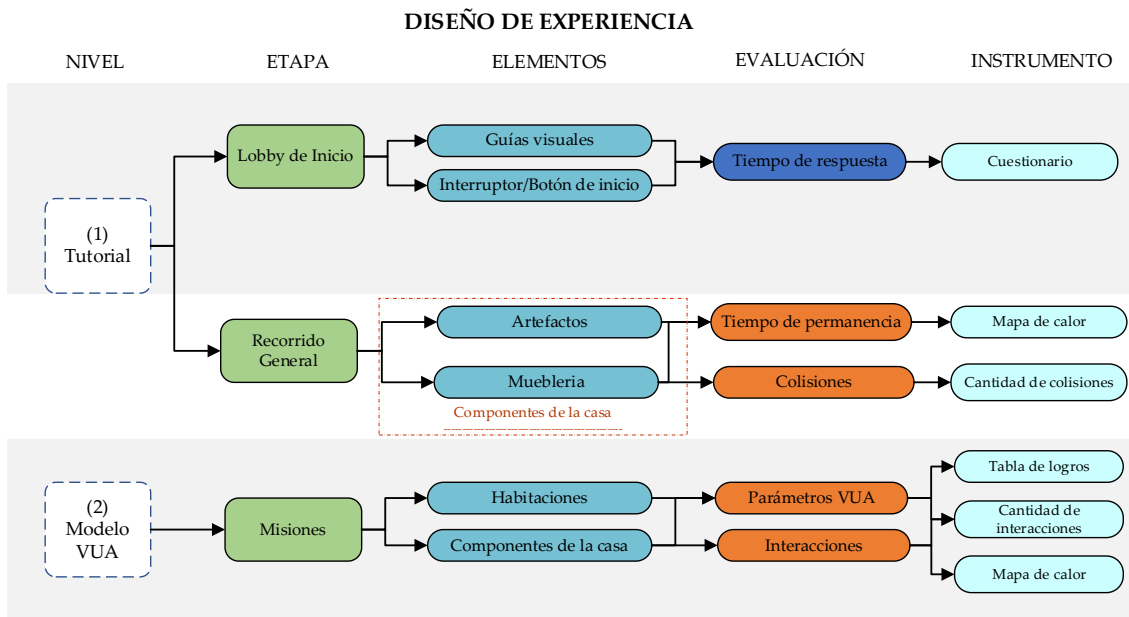 DISEÑO DE EXPERIENCIA
NIVEL
ETAPA
ELEMENTOS
EVALUACIÓN
INSTRUMENTO
(1)
Tutorial
Lobby de Inicio
Guías visuales
Interruptor/Botón de inicio
Tiempo de respuesta
Cuestionario
Recorrido
General
Artefactos
Muebleria
Componentes de la casa
Tiempo de permanencia
Colisiones
Mapa de calor
Cantidad de colisiones
(2)
Modelo
VUA
Misiones
Habitaciones
Componentes de la casa
Parámetros VUA
Interacciones
Tabla de logros
Cantidad de
interacciones
Mapa de calor